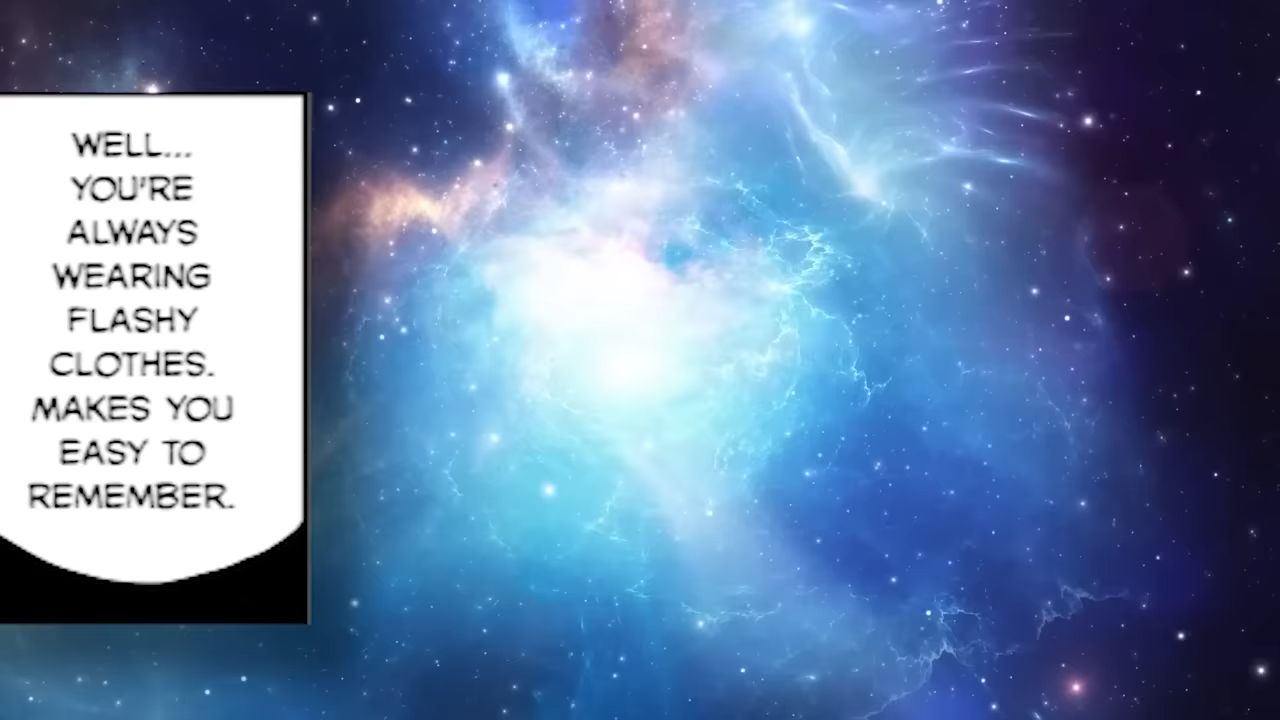 WELL...
YOU'RE
ALWAYS
WEARING
FLASHY
CLOTHES.
MAKES YOU
EASY TO
REMEMBER.